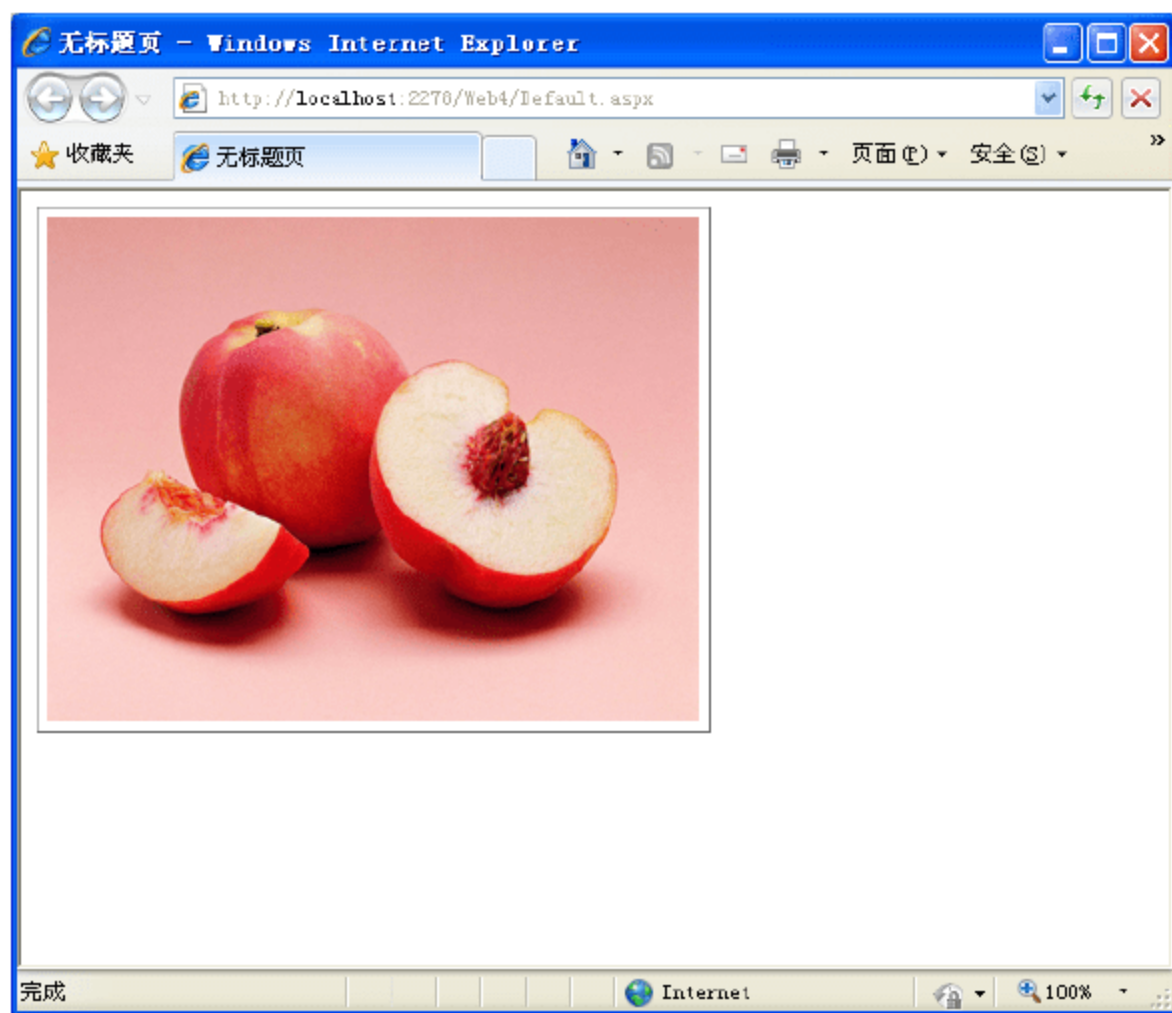 无标题页 - Windows Internet Explorer
http://localhost:2270/Web4/Default.aspx
收藏夹 无标题页 页面(P) 安全(S) »
完成 Internet 100%